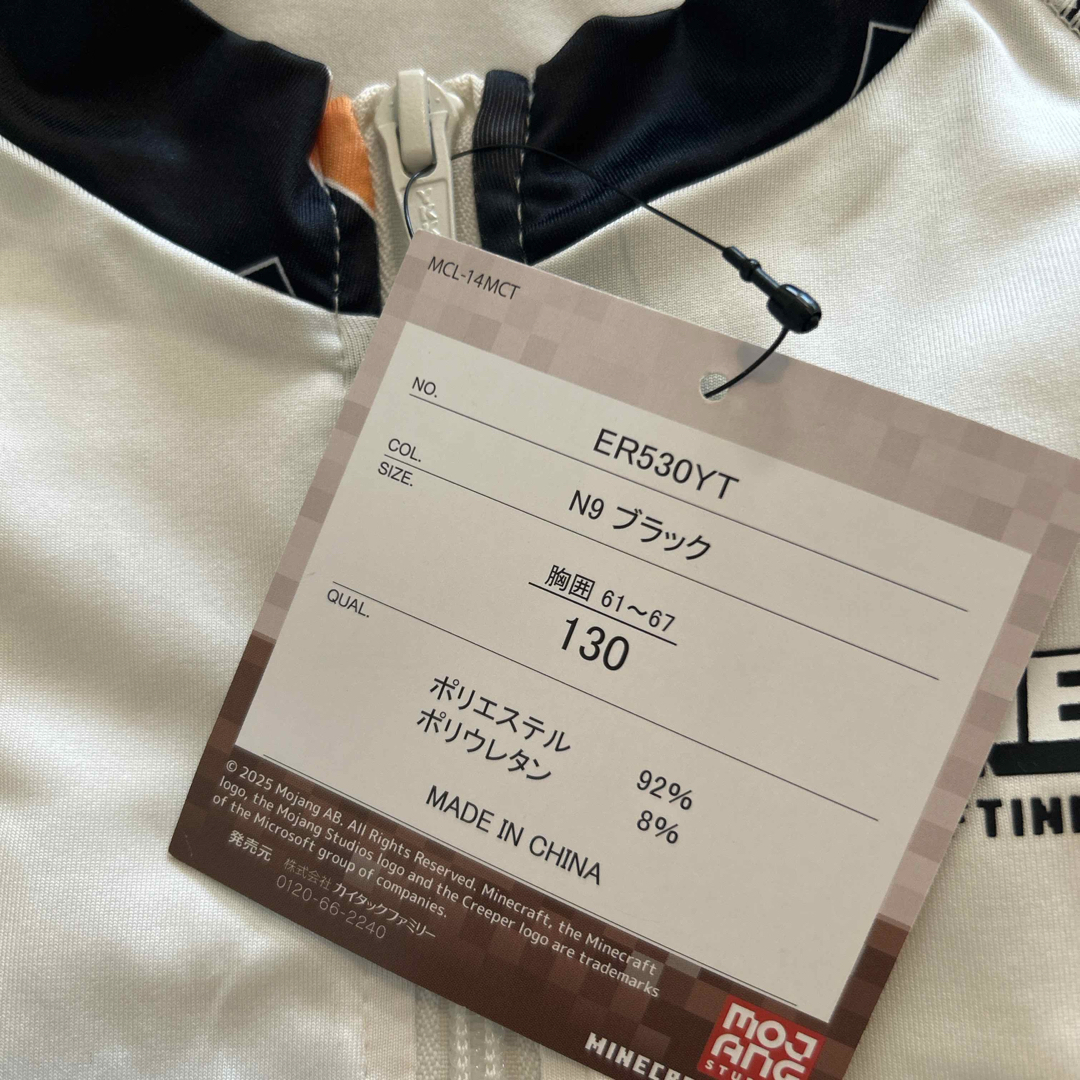 MCL-14MCT
NO.
ER530YT
COL.
N9 ブラック
SIZE.
胸囲 61～67
130
QUAL.
ポリエステル 92%
ポリウレタン 8%
MADE IN CHINA
© 2025 Mojang AB. All Rights Reserved. Minecraft, the Minecraft
logo, the Mojang Studios logo and the Creeper logo are trademarks
of the Microsoft group of companies.
発売元 株式会社 カイタックファミリー
0120-66-2240
MOJ
ANG